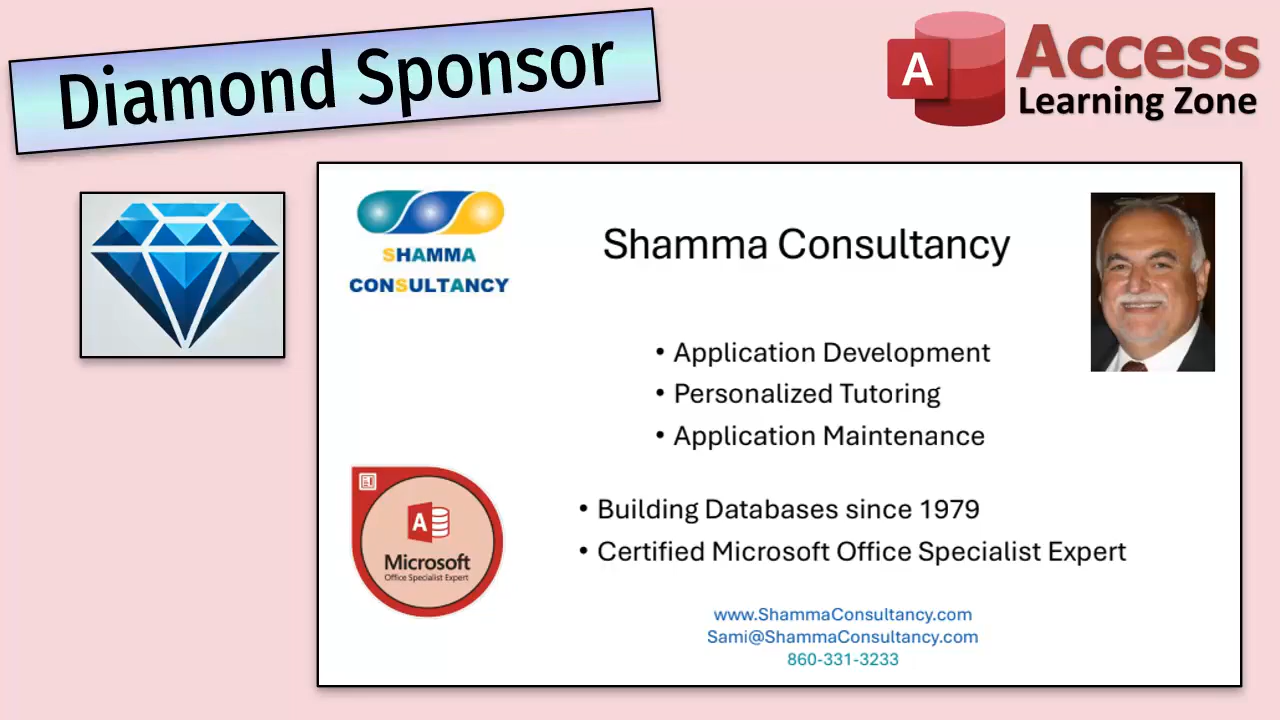 Diamond Sponsor
A Access
Learning Zone
SHAMMA
CONSULTANCY
Shamma Consultancy
• Application Development
• Personalized Tutoring
• Application Maintenance
A
Microsoft
Office Specialist Expert
• Building Databases since 1979
• Certified Microsoft Office Specialist Expert
www.ShammaConsultancy.com
Sami@ShammaConsultancy.com
860-331-3233